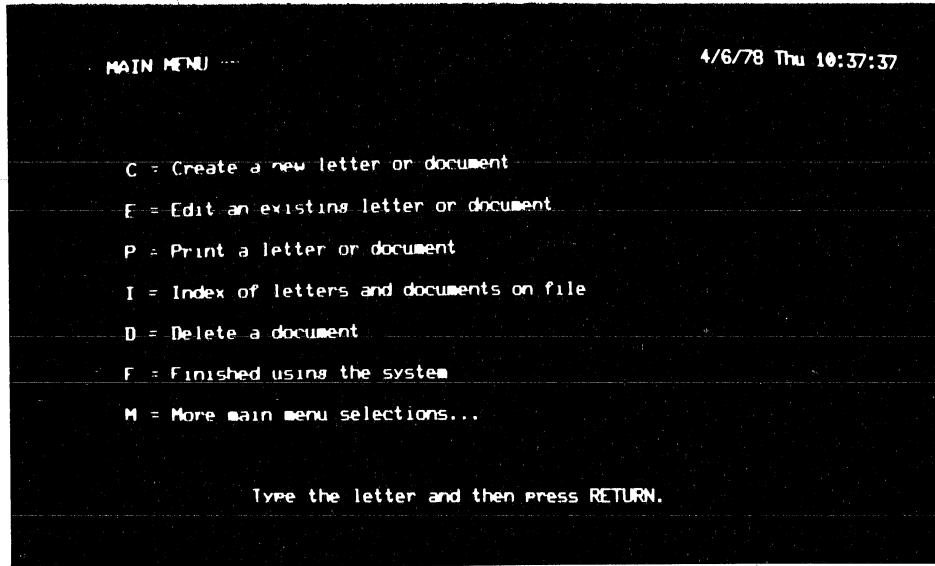 MAIN MENU ---- 4/6/78 Thu 10:37:37
C = Create a new letter or document
E = Edit an existing letter or document
P = Print a letter or document
I = Index of letters and documents on file
D = Delete a document
F = Finished using the system
M = More main menu selections...
Type the letter and then press RETURN.